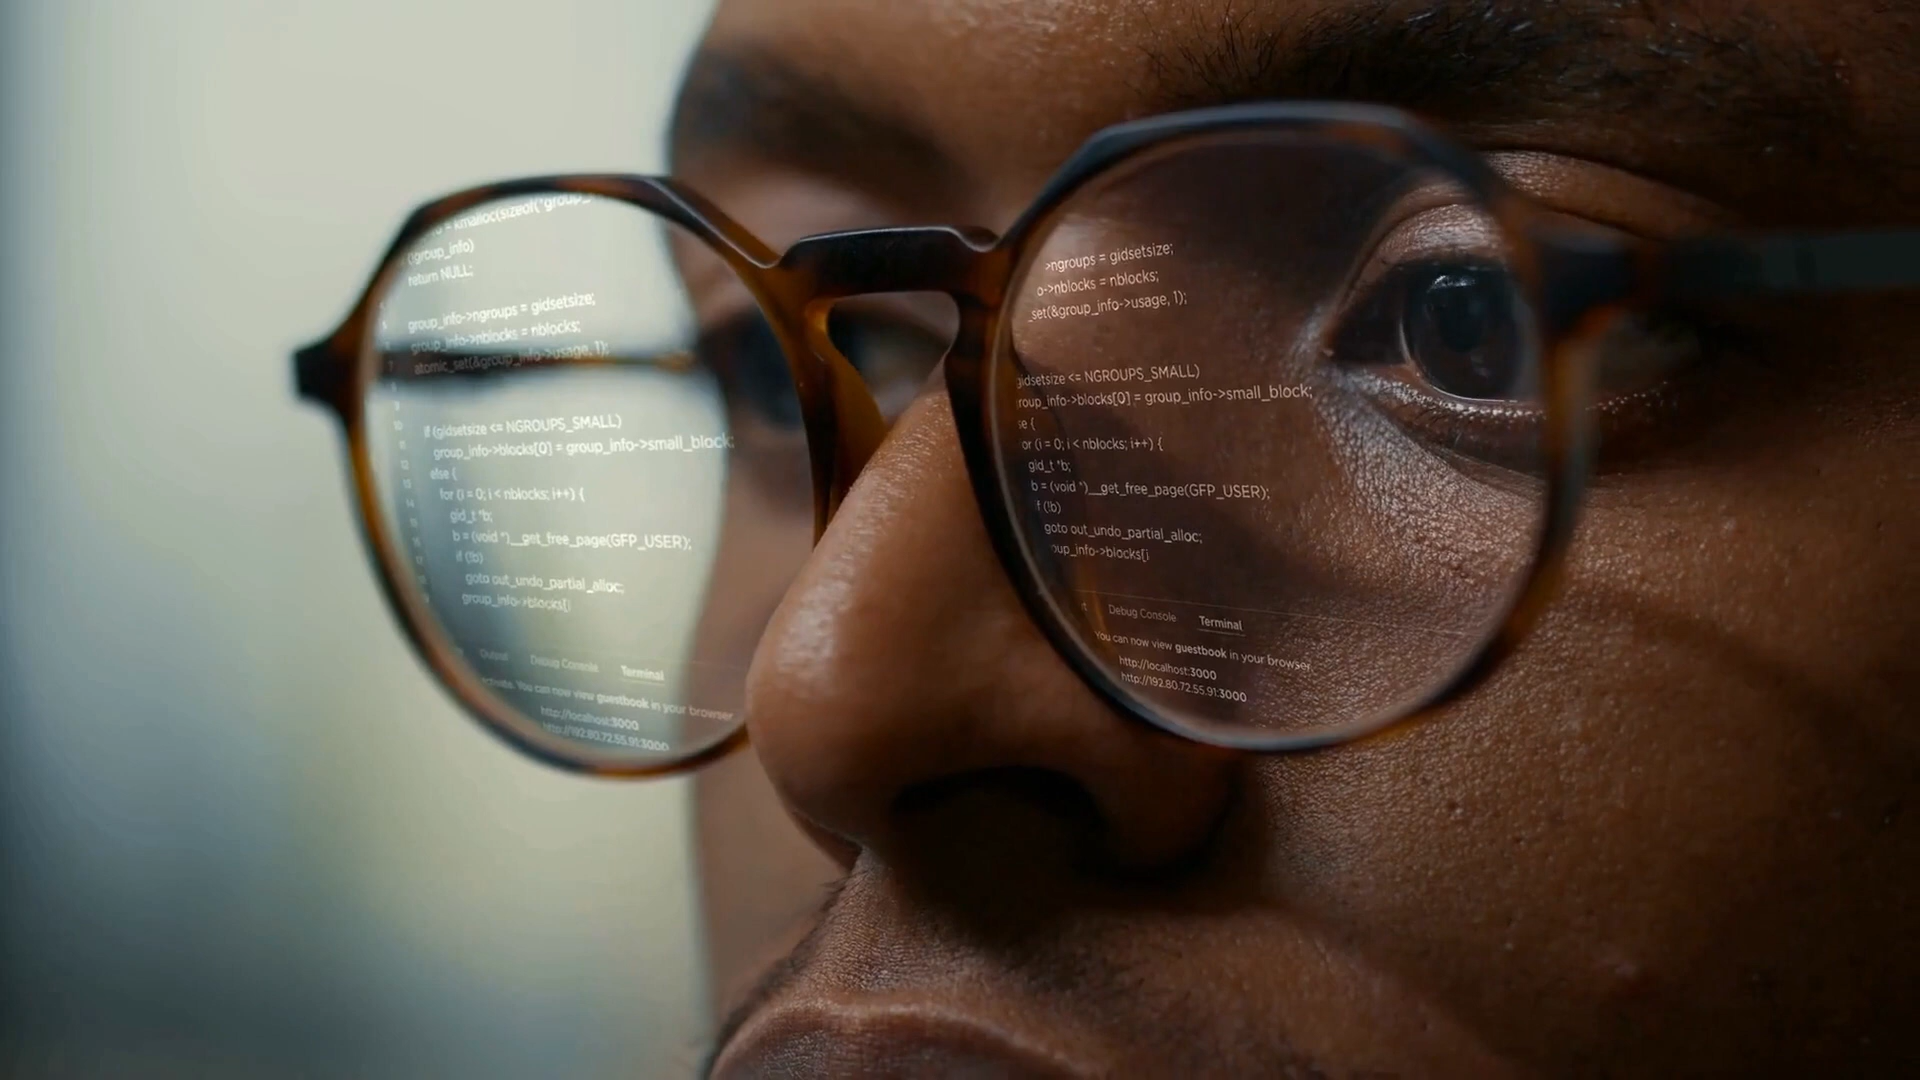 = kmalloc(sizeof(*group_
(!group_info)
return NULL;
group_info->ngroups = gidsetsize;
group_info->nblocks = nblocks;
atomic_set(&group_info->usage, 1);
if (gidsetsize <= NGROUPS_SMALL)
group_info->blocks[0] = group_info->small_block;
else {
for (i = 0; i < nblocks; i++) {
gid_t *b;
b = (void *)__get_free_page(GFP_USER);
if (!b)
goto out_undo_partial_alloc;
group_info->blocks[i
Output Debug Console Terminal
You can now view guestbook in your browser
http://localhost:3000
http://192.80.72.55.91:3000
>ngroups = gidsetsize;
o->nblocks = nblocks;
_set(&group_info->usage, 1);
gidsetsize <= NGROUPS_SMALL)
roup_info->blocks[0] = group_info->small_block;
se {
or (i = 0; i < nblocks; i++) {
gid_t *b;
b = (void *)__get_free_page(GFP_USER);
f (!b)
goto out_undo_partial_alloc;
oup_info->blocks[i
Debug Console Terminal
You can now view guestbook in your browser
http://localhost:3000
http://192.80.72.55.91:3000